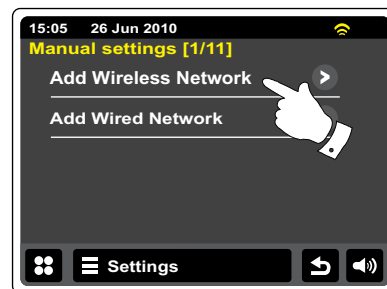 15:05 26 Jun 2010
Manual settings [1/11]
Add Wireless Network
Add Wired Network
Settings